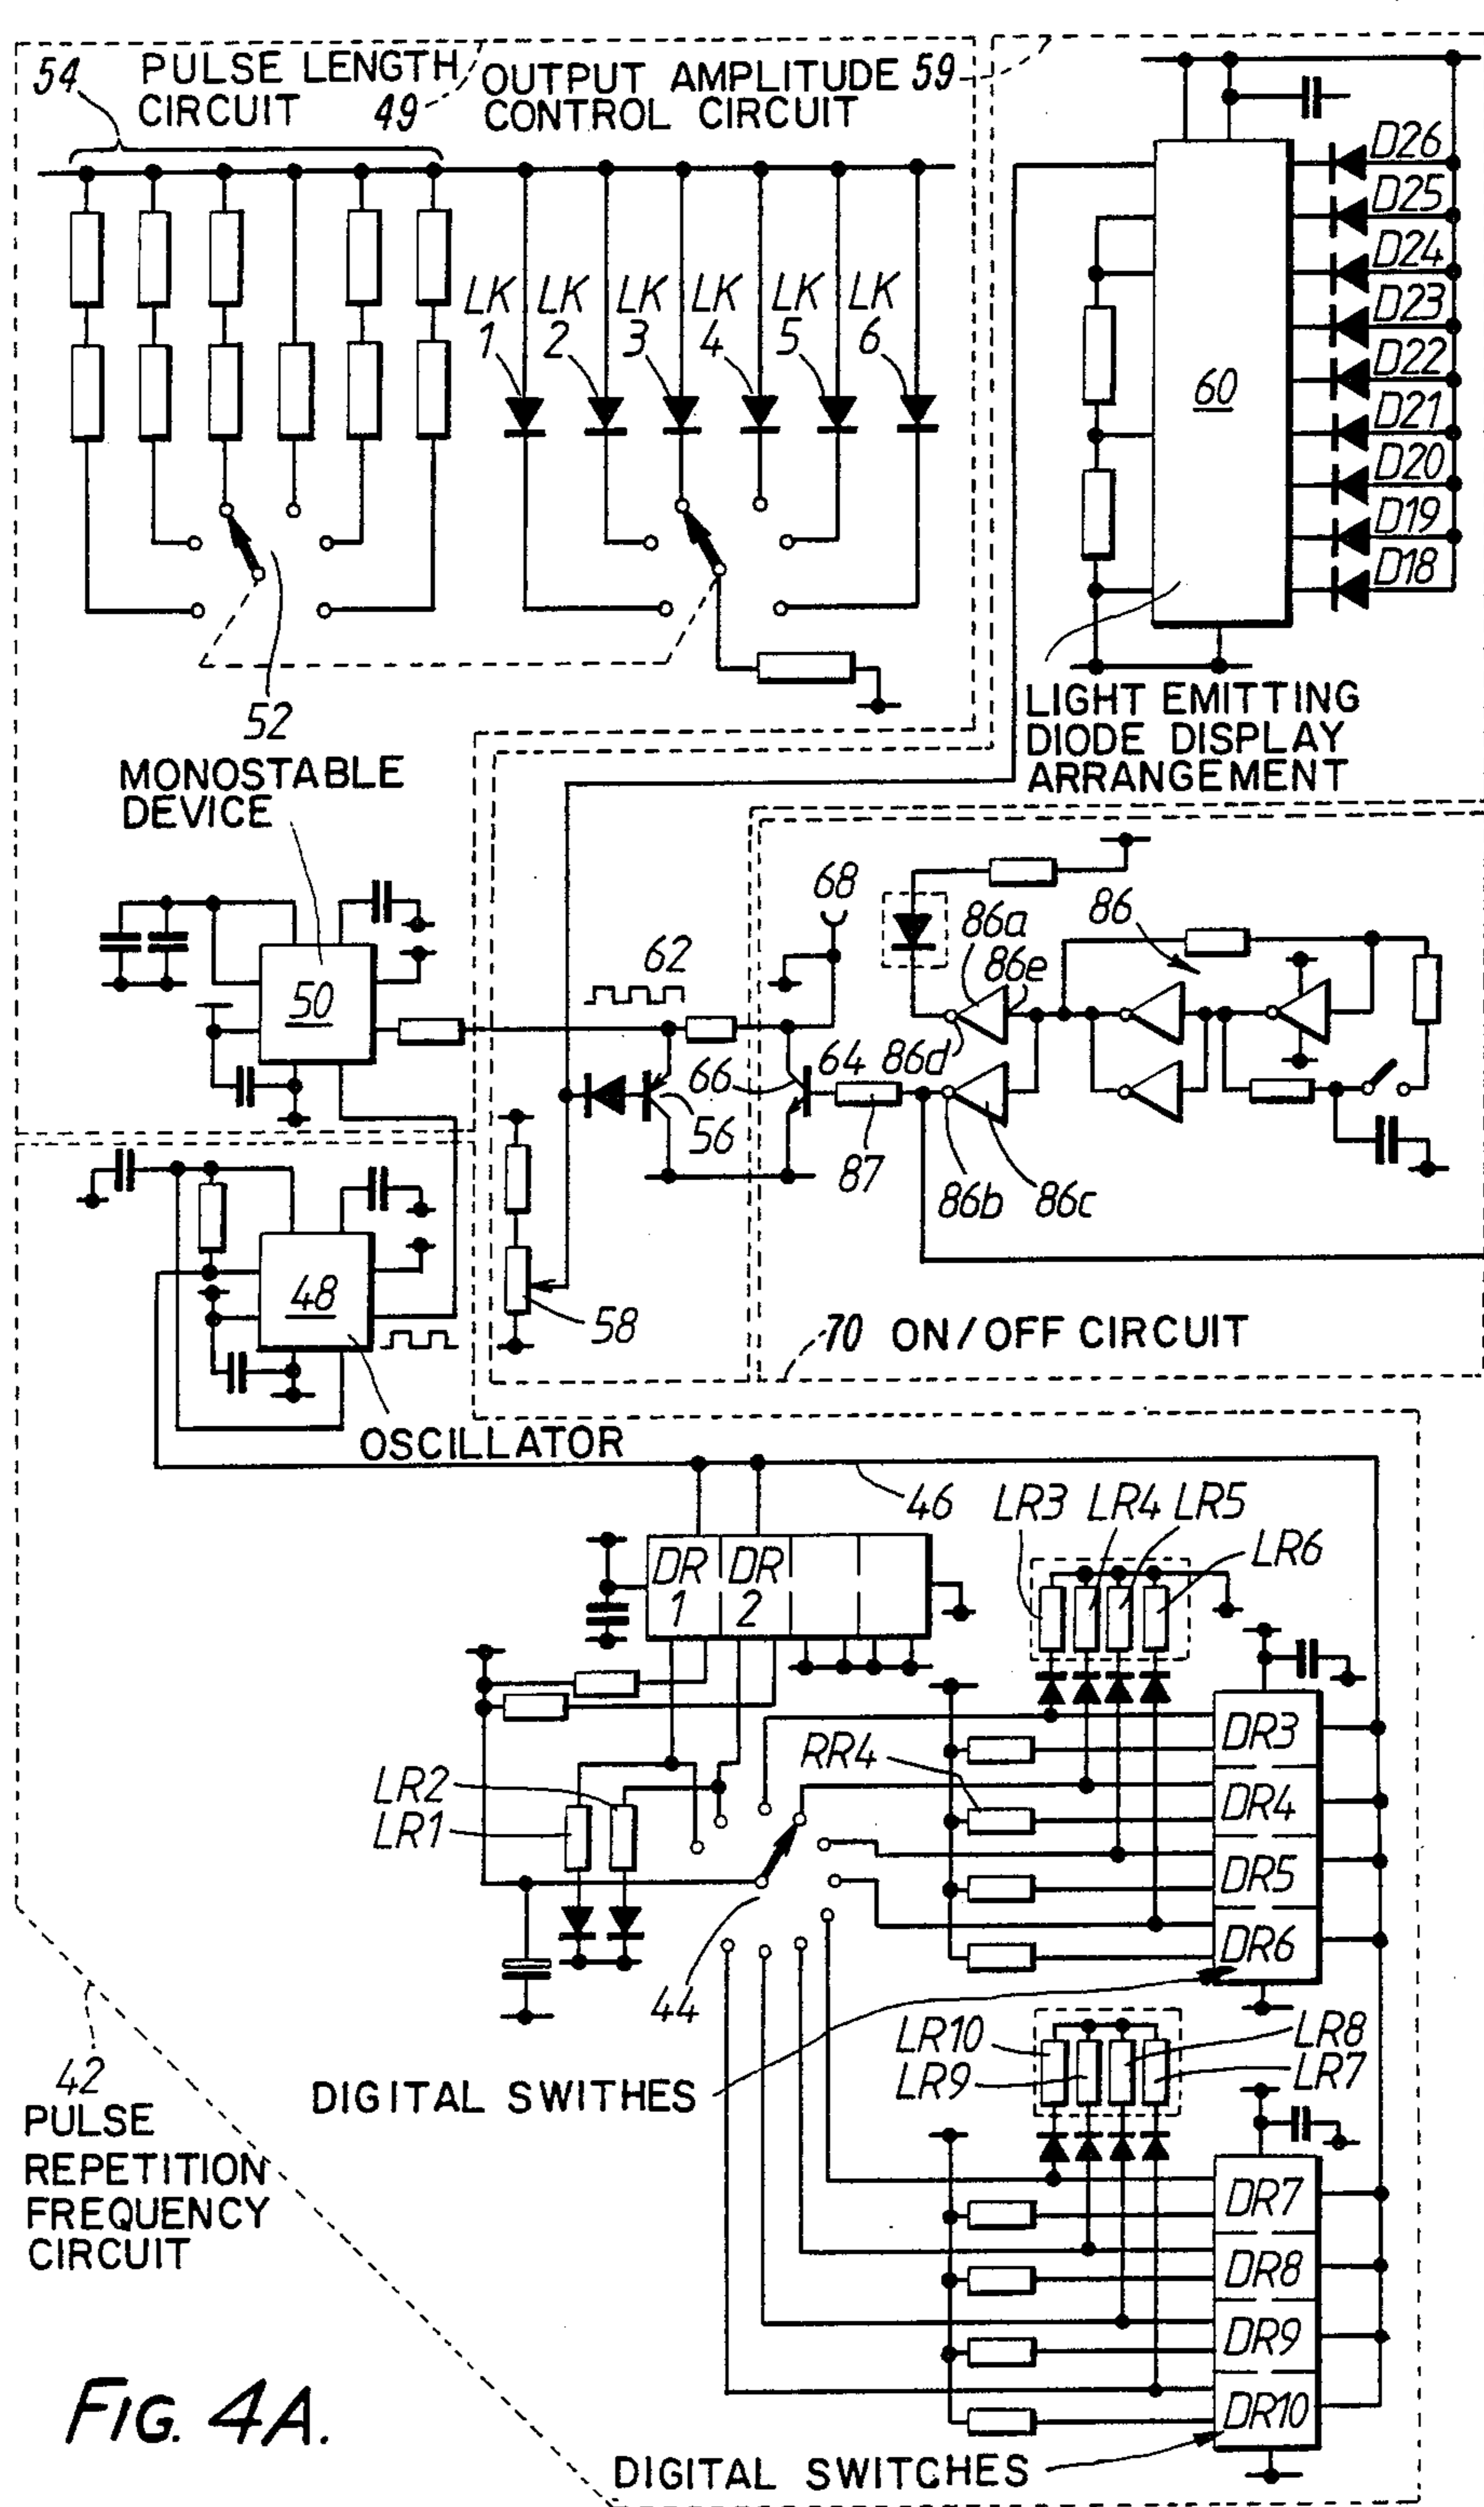 54
PULSE LENGTH
CIRCUIT
49
OUTPUT AMPLITUDE
CONTROL CIRCUIT
59
D26
D25
D24
D23
D22
D21
D20
D19
D18
60
LK
1
LK
2
LK
3
LK
4
LK
5
LK
6
52
LIGHT EMITTING
DIODE DISPLAY
ARRANGEMENT
MONOSTABLE
DEVICE
50
62
68
86a
86e
86
66
64
86d
56
87
86b
86c
48
58
70 ON/OFF CIRCUIT
OSCILLATOR
46
LR3
LR4
LR5
LR6
DR
1
DR
2
RR4
DR3
DR4
DR5
DR6
LR2
LR1
44
42
PULSE
REPETITION
FREQUENCY
CIRCUIT
DIGITAL SWITHES
LR10
LR9
LR8
LR7
DR7
DR8
DR9
DR10
FIG. 4A.
DIGITAL SWITCHES